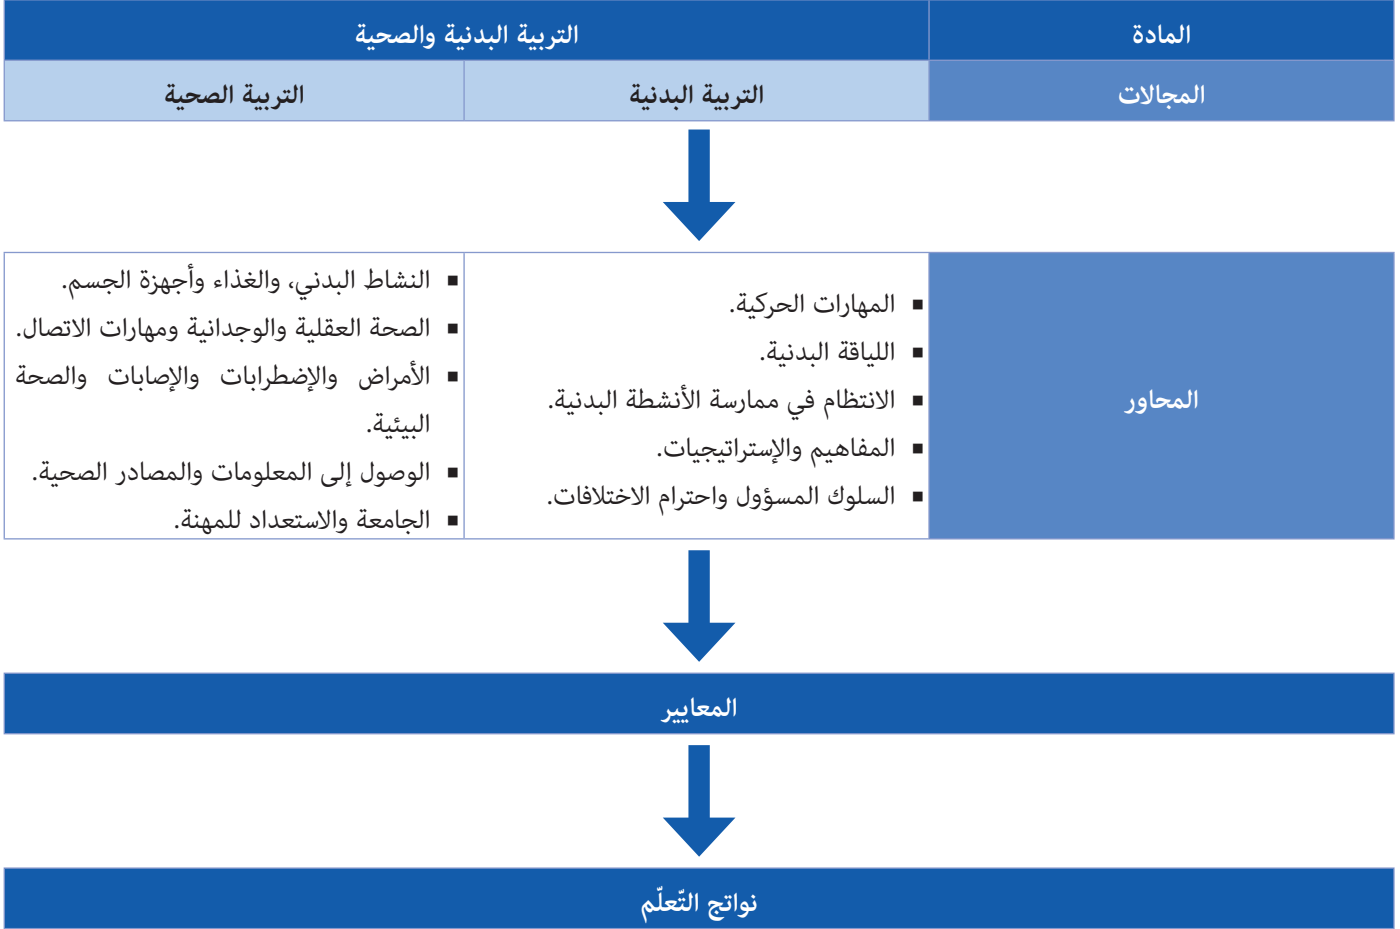 المادة
التربية البدنية والصحية
المجالات
التربية البدنية
التربية الصحية
المحاور
▪ المهارات الحركية.
▪ اللياقة البدنية.
▪ الانتظام في ممارسة الأنشطة البدنية.
▪ المفاهيم والإستراتيجيات.
▪ السلوك المسؤول واحترام الاختلافات.
▪ النشاط البدني، والغذاء وأجهزة الجسم.
▪ الصحة العقلية والوجدانية ومهارات الاتصال.
▪ الأمراض والإضطرابات والإصابات والصحة
البيئية.
▪ الوصول إلى المعلومات والمصادر الصحية.
▪ الجامعة والاستعداد للمهنة.
المعايير
نواتج التّعلّم